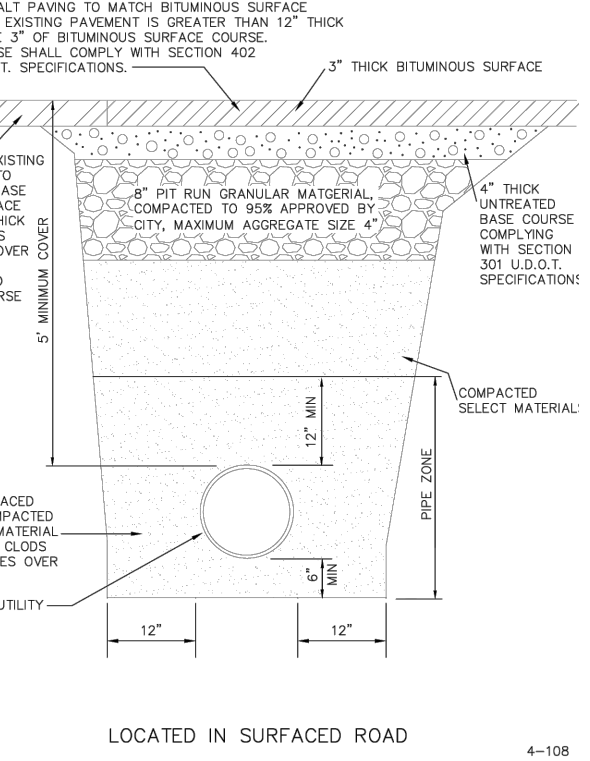 ALT PAVING TO MATCH BITUMINOUS SURFACE
EXISTING PAVEMENT IS GREATER THAN 12" THICK
3" OF BITUMINOUS SURFACE COURSE.
SHALL COMPLY WITH SECTION 402
T. SPECIFICATIONS.
3" THICK BITUMINOUS SURFACE
XISTING
TO
ASE
ACE
HICK
S
OVER
RSE
5' MINIMUM COVER
8" PIT RUN GRANULAR MATGERIAL,
COMPACTED TO 95% APPROVED BY
CITY, MAXIMUM AGGREGATE SIZE 4"
4" THICK
UNTREATED
BASE COURSE
COMPLYING
WITH SECTION
301 U.D.O.T.
SPECIFICATIONS
COMPACTED
SELECT MATERIALS
12" MIN
PIPE ZONE
ACED
MPACTED
MATERIAL
CLODS
ES OVER
6" MIN
UTILITY
12"
12"
LOCATED IN SURFACED ROAD
4-108